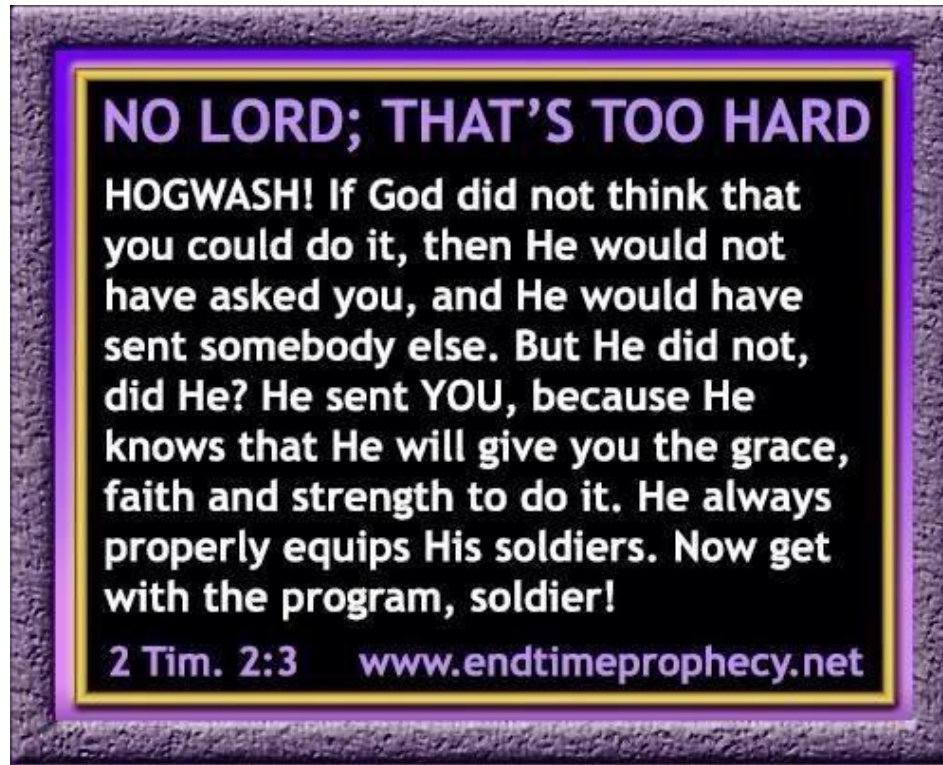 NO LORD; THAT'S TOO HARD
HOGWASH! If God did not think that
you could do it, then He would not
have asked you, and He would have
sent somebody else. But He did not,
did He? He sent YOU, because He
knows that He will give you the grace,
faith and strength to do it. He always
properly equips His soldiers. Now get
with the program, soldier!
2 Tim. 2:3 www.endtimeprophecy.net